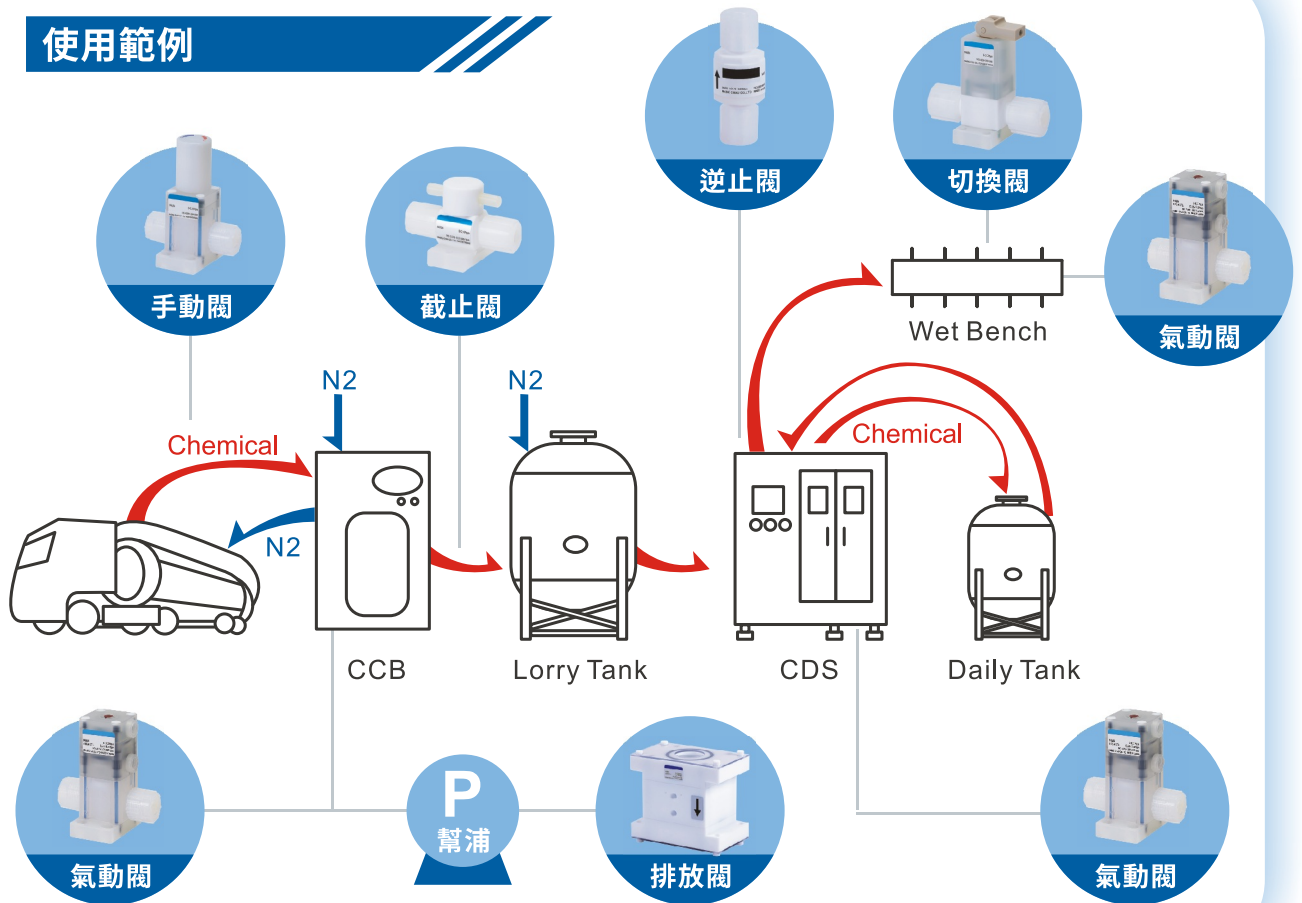 使用範例
逆止閥
切換閥
手動閥
截止閥
氣動閥
Wet Bench
N2
N2
Chemical
Chemical
N2
CCB
Lorry Tank
CDS
Daily Tank
氣動閥
P
幫浦
排放閥
氣動閥